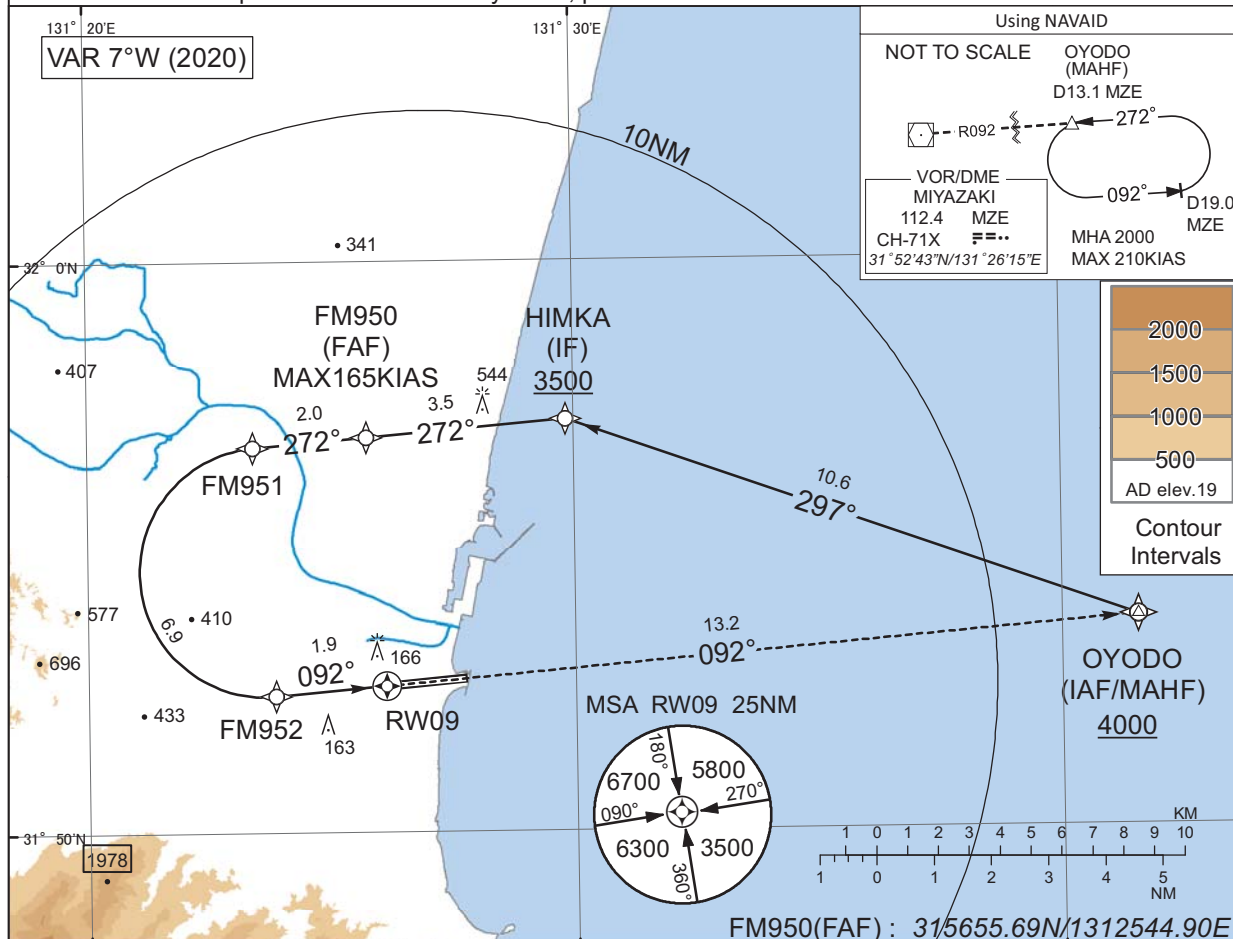 131° 20'E
131° 30'E
VAR 7°W (2020)
Using NAVAID
NOT TO SCALE
OYODO
(MAHF)
D13.1 MZE
R092
272°
092°
D19.0
MZE
VOR/DME
MIYAZAKI
112.4 MZE
CH-71X
31°52'43"N/131°26'15"E
MHA 2000
MAX 210KIAS
10NM
341
32° 0'N
407
FM950
(FAF)
MAX165KIAS
HIMKA
(IF)
3500
544
2.0
272°
3.5
272°
FM951
10.6
297°
2000
1500
1000
500
AD elev.19
Contour
Intervals
577
410
696
6.9
433
1.9
092°
166
FM952
163
RW09
13.2
092°
OYODO
(IAF/MAHF)
4000
MSA RW09 25NM
180°
6700
5800
090°
270°
6300
3500
360°
31° 50'N
1978
KM
1 0 1 2 3 4 5 6 7 8 9 10
1 0 1 2 3 4 5
NM
FM950(FAF) : 315655.69N/1312544.90E